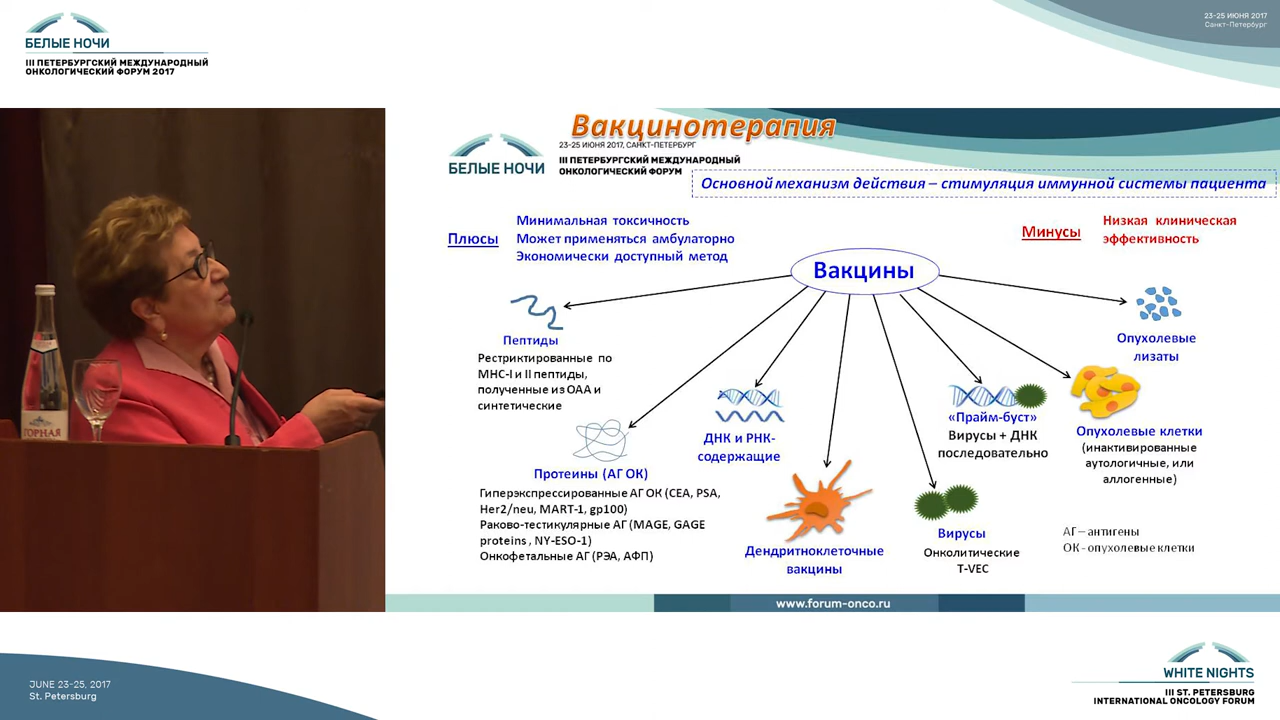 БЕЛЫЕ НОЧИ
III ПЕТЕРБУРГСКИЙ МЕЖДУНАРОДНЫЙ
ОНКОЛОГИЧЕСКИЙ ФОРУМ 2017
23-25 ИЮНЯ 2017
Санкт-Петербург
Вакцинотерапия
23-25 ИЮНЯ 2017, САНКТ-ПЕТЕРБУРГ
БЕЛЫЕ НОЧИ
III ПЕТЕРБУРГСКИЙ МЕЖДУНАРОДНЫЙ
ОНКОЛОГИЧЕСКИЙ ФОРУМ
Основной механизм действия – стимуляция иммунной системы пациента
Плюсы
Минимальная токсичность
Может применяться амбулаторно
Экономически доступный метод
Минусы
Низкая клиническая
эффективность
Вакцины
Пептиды
Рестриктированные по
МНС-I и II пептиды,
полученные из ОАА и
синтетические
Протеины (АГ ОК)
Гиперэкспрессированные АГ ОК (CEA, PSA,
Her2/neu, MART-1, gp100)
Раково-тестикулярные АГ (MAGE, GAGE
proteins , NY-ESO-1)
Онкофетальные АГ (РЭА, АФП)
ДНК и РНК-
содержащие
Дендритноклеточные
вакцины
Вирусы
Онколитические
T-VEC
«Прайм-буст»
Вирусы + ДНК
последовательно
Опухолевые клетки
(инактивированные
аутологичные, или
аллогенные)
Опухолевые
лизаты
АГ – антигены
ОК - опухолевые клетки
www.forum-onco.ru
ГОРНАЯ
JUNE 23-25, 2017
St. Petersburg
WHITE NIGHTS
III ST. PETERSBURG
INTERNATIONAL ONCOLOGY FORUM